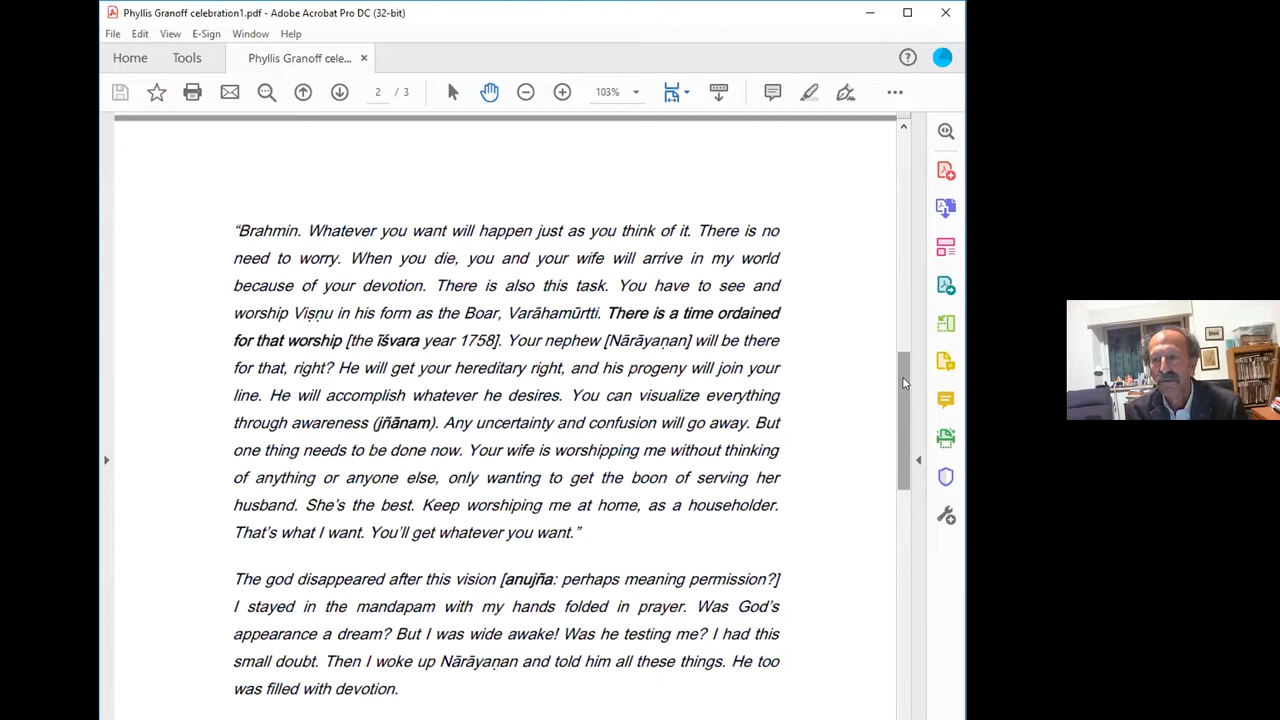 Phyllis Granoff celebration1.pdf - Adobe Acrobat Pro DC (32-bit)
File Edit View E-Sign Window Help
Home Tools Phyllis Granoff cele... ×
2 / 3 103%
“Brahmin. Whatever you want will happen just as you think of it. There is no
need to worry. When you die, you and your wife will arrive in my world
because of your devotion. There is also this task. You have to see and
worship Viṣṇu in his form as the Boar, Varāhamūrtti. There is a time ordained
for that worship [the īśvara year 1758]. Your nephew [Nārāyaṇan] will be there
for that, right? He will get your hereditary right, and his progeny will join your
line. He will accomplish whatever he desires. You can visualize everything
through awareness (jñānam). Any uncertainty and confusion will go away. But
one thing needs to be done now. Your wife is worshipping me without thinking
of anything or anyone else, only wanting to get the boon of serving her
husband. She’s the best. Keep worshiping me at home, as a householder.
That’s what I want. You’ll get whatever you want.”
The god disappeared after this vision [anujña: perhaps meaning permission?]
I stayed in the mandapam with my hands folded in prayer. Was God’s
appearance a dream? But I was wide awake! Was he testing me? I had this
small doubt. Then I woke up Nārāyaṇan and told him all these things. He too
was filled with devotion.